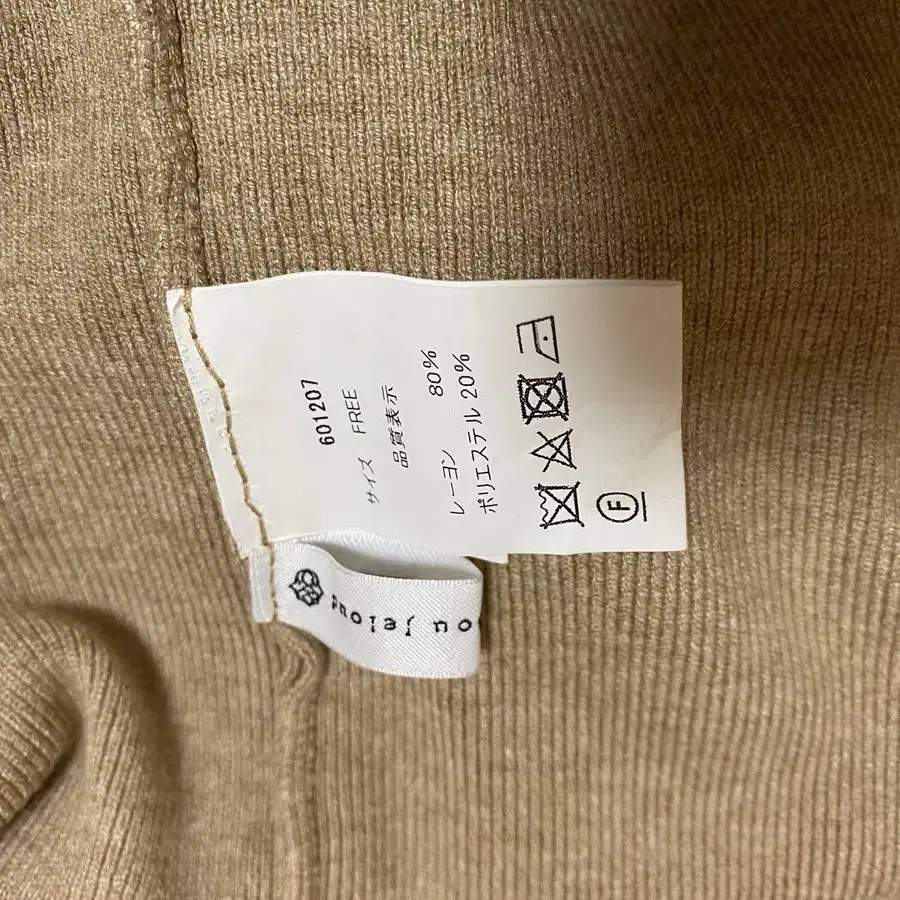 601207
サイズ FREE
品質表示
レーヨン 80%
ポリエステル 20%
F